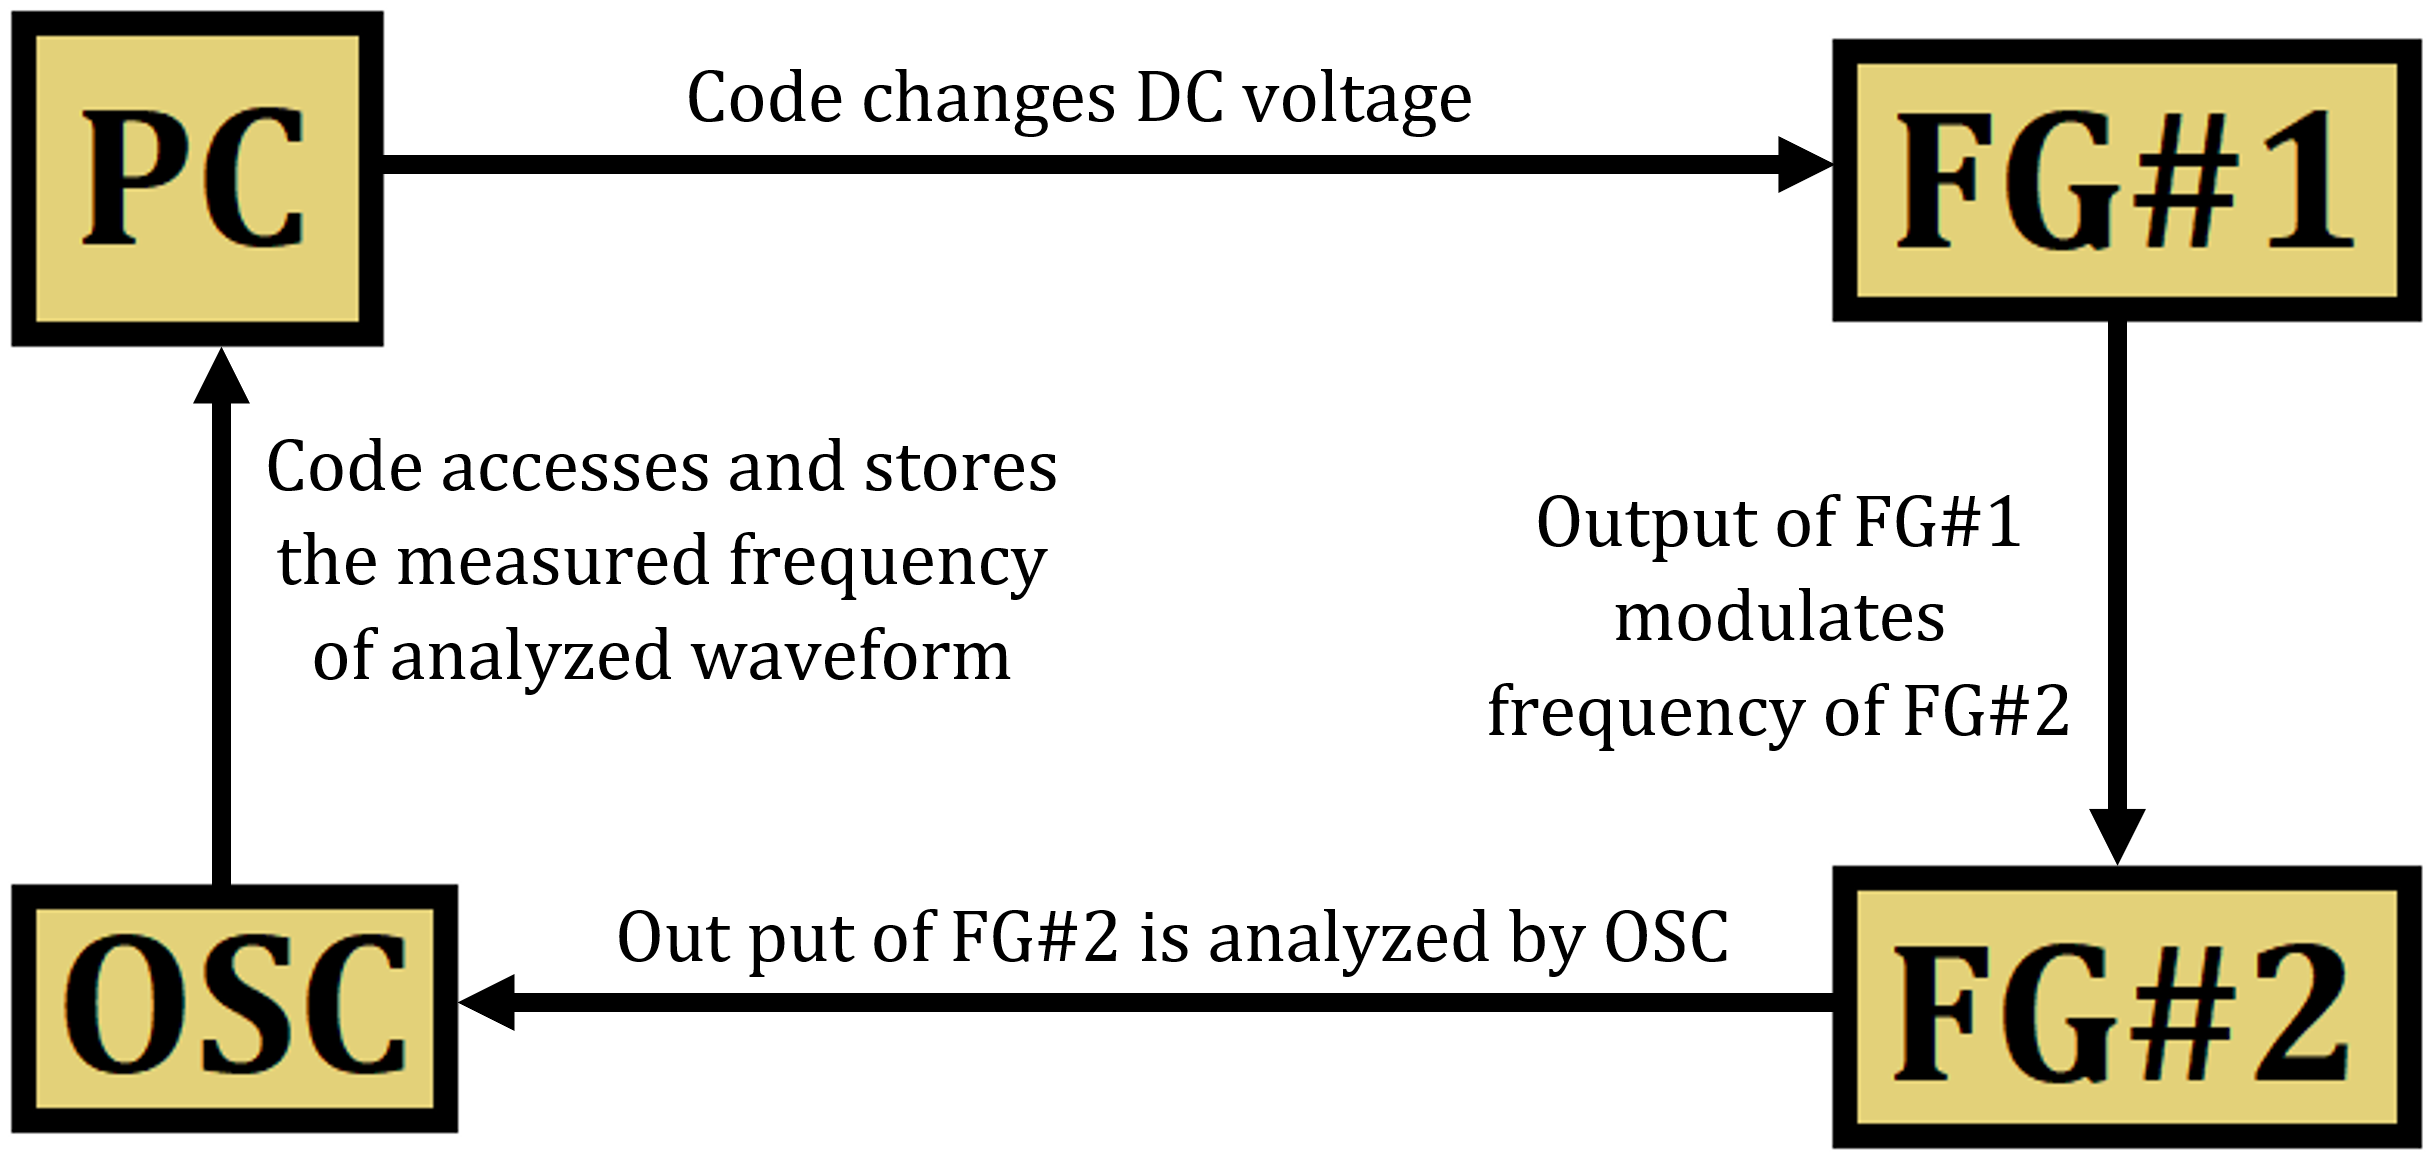 PC
Code changes DC voltage
FG#1
Code accesses and stores
the measured frequency
of analyzed waveform
Output of FG#1
modulates
frequency of FG#2
OSC
Out put of FG#2 is analyzed by OSC
FG#2